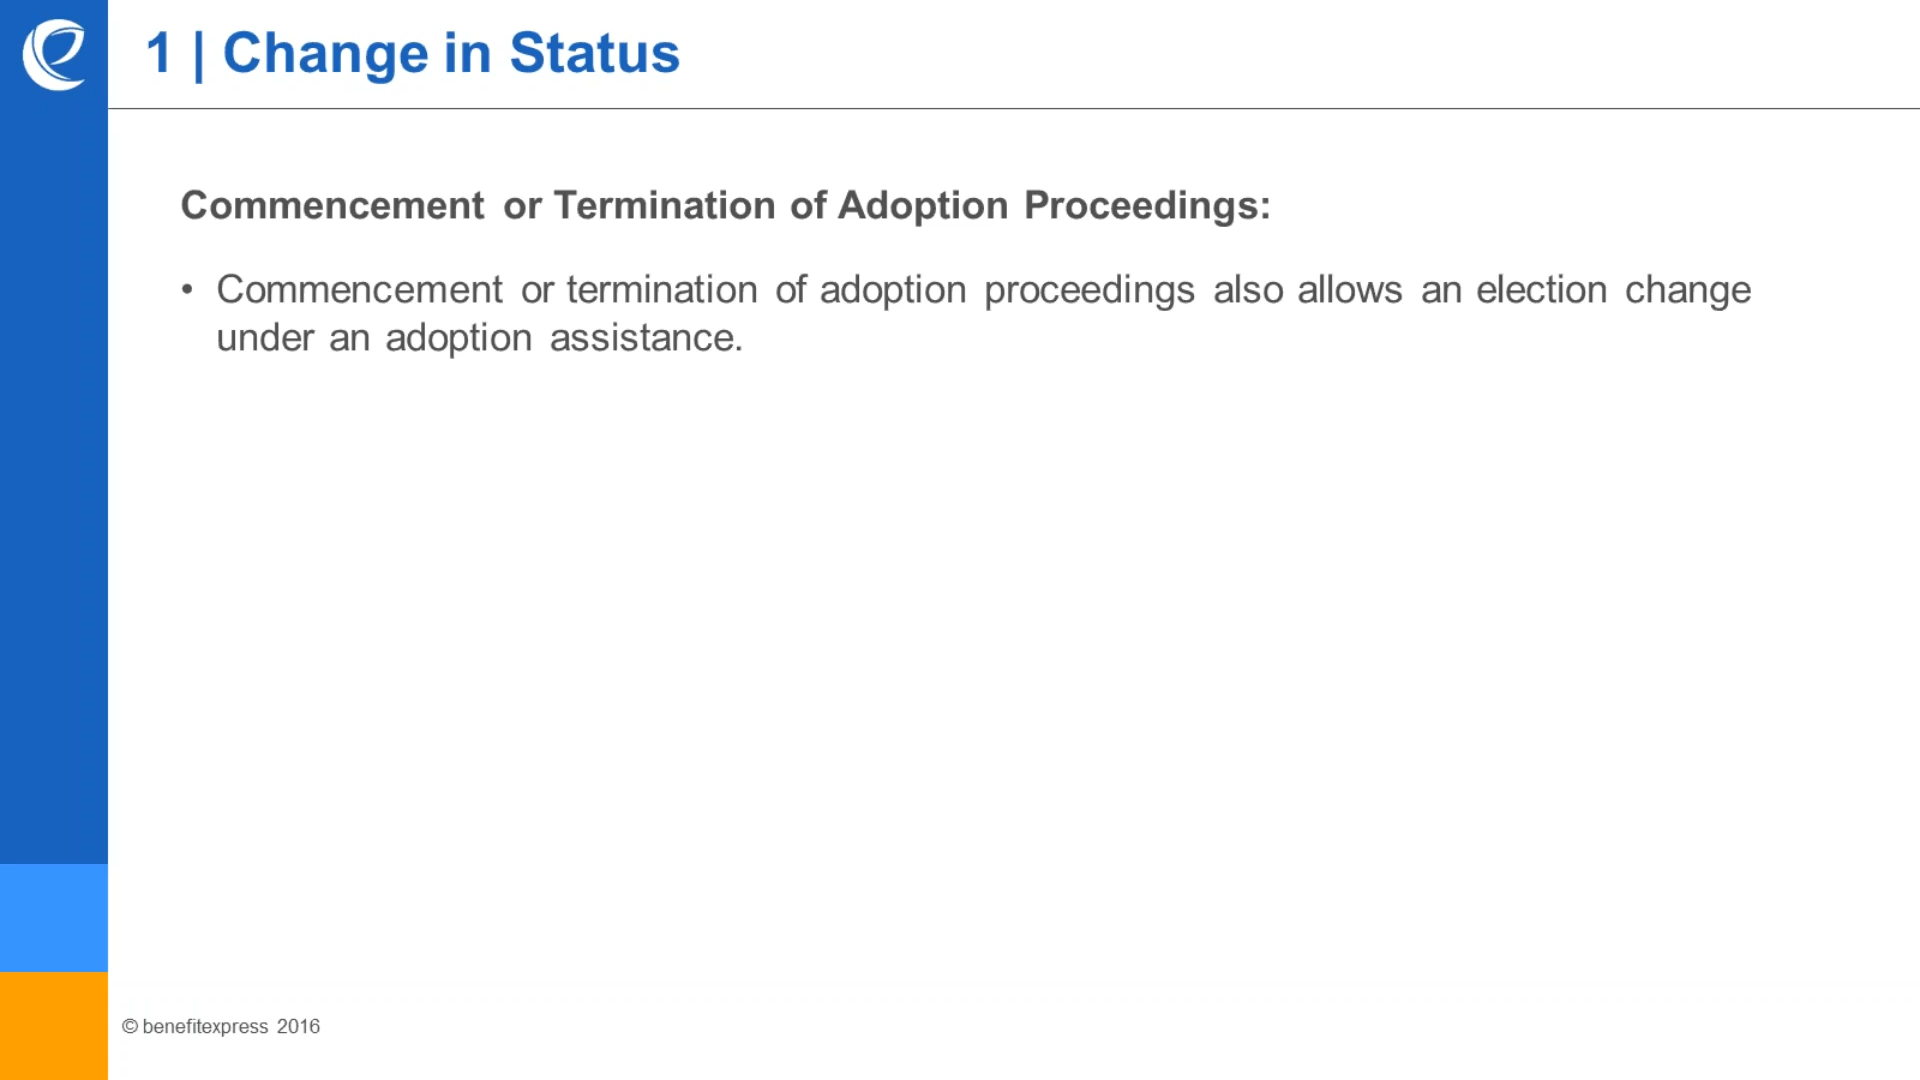 1 | Change in Status
Commencement or Termination of Adoption Proceedings:
• Commencement or termination of adoption proceedings also allows an election change
under an adoption assistance.
© benefitexpress 2016